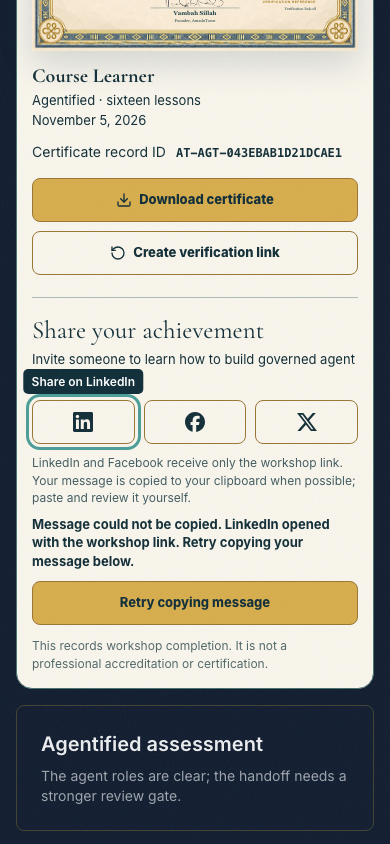 VERIFICATION REFERENCE
Vambah Sillah
Founder, AmaduTown
Course Learner
Agentified · sixteen lessons
November 5, 2026
Certificate record ID AT-AGT-043EBAB1D21DCAE1
Download certificate
Create verification link
Share your achievement
Invite someone to learn how to build governed agent
Share on LinkedIn
LinkedIn and Facebook receive only the workshop link.
Your message is copied to your clipboard when possible;
paste and review it yourself.
Message could not be copied. LinkedIn opened
with the workshop link. Retry copying your
message below.
Retry copying message
This records workshop completion. It is not a
professional accreditation or certification.
Agentified assessment
The agent roles are clear; the handoff needs a
stronger review gate.